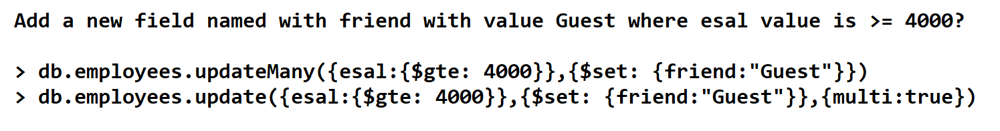 Add a new field named with friend with value Guest where esal value is >= 4000?
> db.employees.updateMany({esal:{$gte: 4000}},{$set: {friend:"Guest"}})
> db.employees.update({esal:{$gte: 4000}},{$set: {friend:"Guest"}},{multi:true})